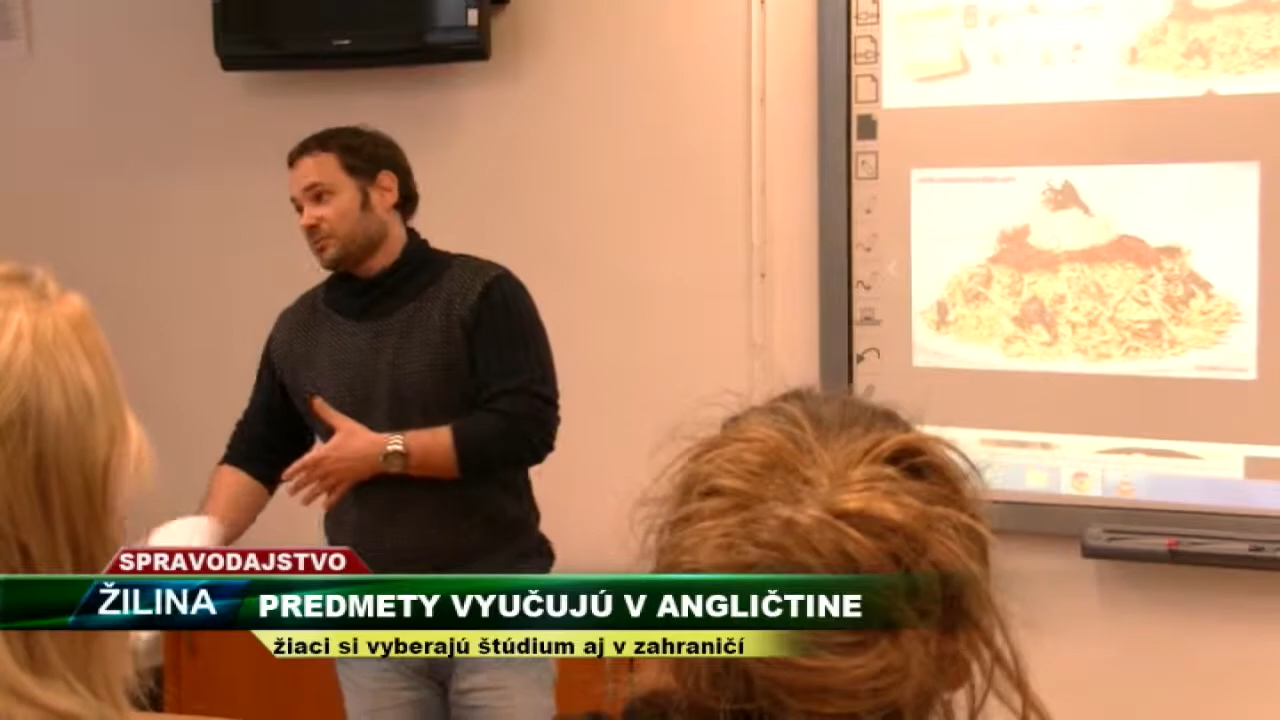 SPRAVODAJSTVO
ŽILINA
PREDMETY VYUČUJÚ V ANGLIČTINE
žiaci si vyberajú štúdium aj v zahraničí